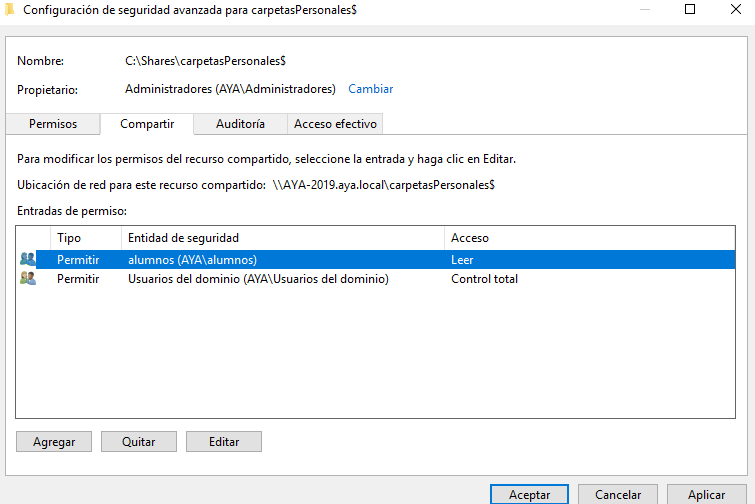 Configuración de seguridad avanzada para carpetasPersonales$
Nombre: C:\Shares\carpetasPersonales$
Propietario: Administradores (AYA\Administradores) Cambiar
Permisos Compartir Auditoría Acceso efectivo
Para modificar los permisos del recurso compartido, seleccione la entrada y haga clic en Editar.
Ubicación de red para este recurso compartido: \\AYA-2019.aya.local\carpetasPersonales$
Entradas de permiso:
Tipo Entidad de seguridad Acceso
Permitir alumnos (AYA\alumnos) Leer
Permitir Usuarios del dominio (AYA\Usuarios del dominio) Control total
Agregar Quitar Editar
Aceptar Cancelar Aplicar